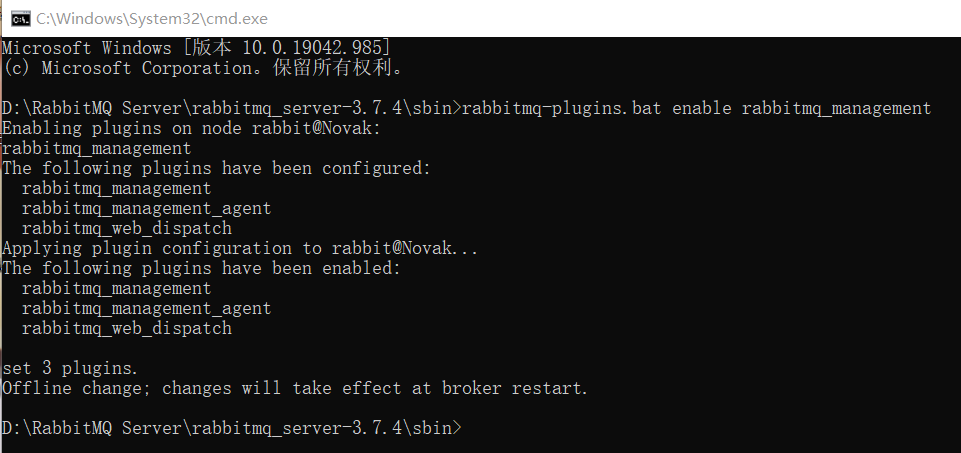 C:\Windows\System32\cmd.exe
Microsoft Windows [版本 10.0.19042.985]
(c) Microsoft Corporation。保留所有权利。
D:\RabbitMQ Server\rabbitmq_server-3.7.4\sbin>rabbitmq-plugins.bat enable rabbitmq_management
Enabling plugins on node rabbit@Novak:
rabbitmq_management
The following plugins have been configured:
  rabbitmq_management
  rabbitmq_management_agent
  rabbitmq_web_dispatch
Applying plugin configuration to rabbit@Novak...
The following plugins have been enabled:
  rabbitmq_management
  rabbitmq_management_agent
  rabbitmq_web_dispatch
set 3 plugins.
Offline change; changes will take effect at broker restart.
D:\RabbitMQ Server\rabbitmq_server-3.7.4\sbin>